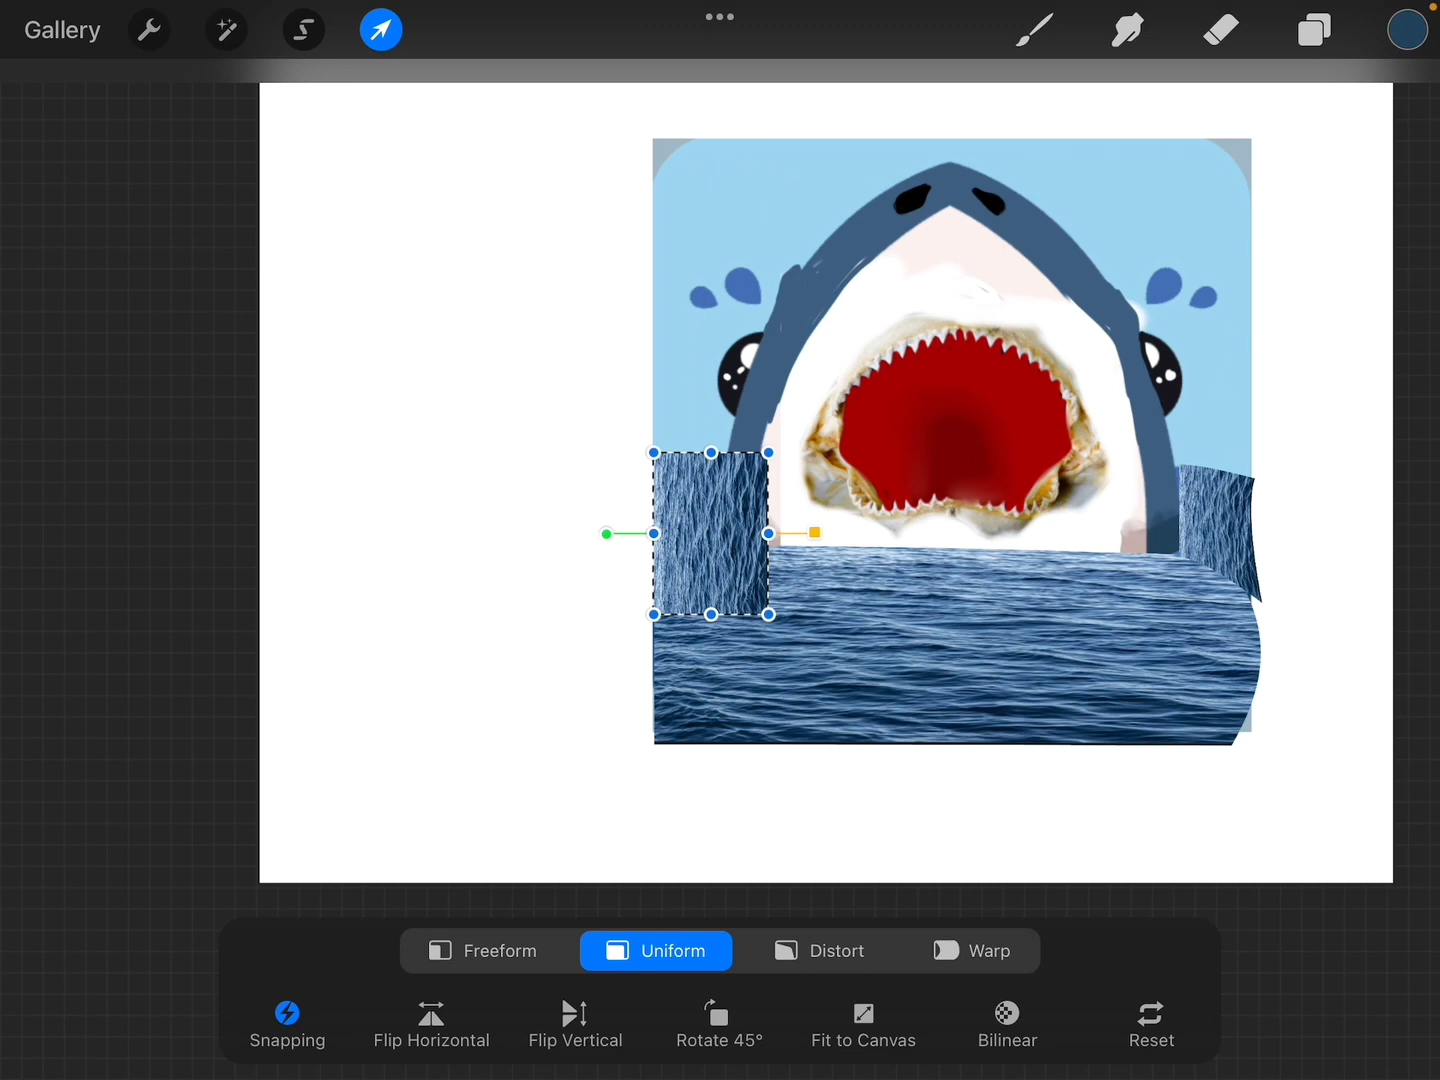 Gallery
Freeform Uniform Distort Warp
Snapping Flip Horizontal Flip Vertical Rotate 45° Fit to Canvas Bilinear Reset